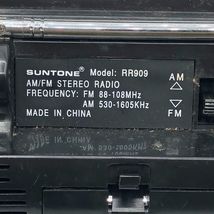 SUNTONE® Model: RR909
AM/FM STEREO RADIO
FREQUENCY: FM 88-108MHz
AM 530-1605KHz
MADE IN CHINA
AM
FM